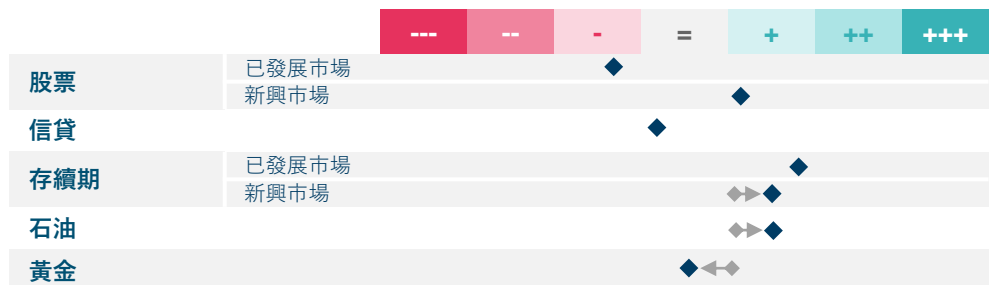 --- -- - = + ++ +++
股票
已發展市場
新興市場
信貸
存續期
已發展市場
新興市場
石油
黃金